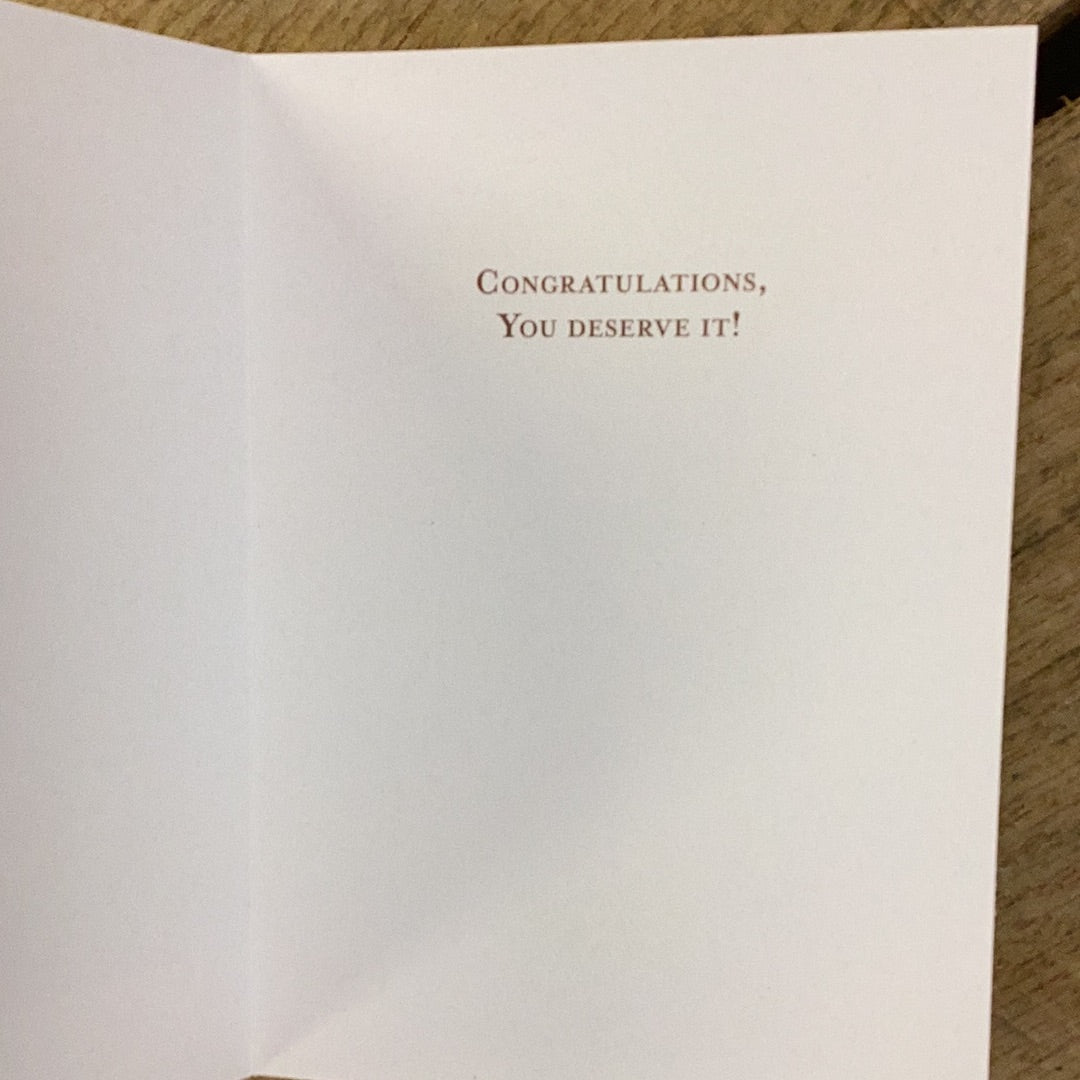 Congratulations,
You deserve it!